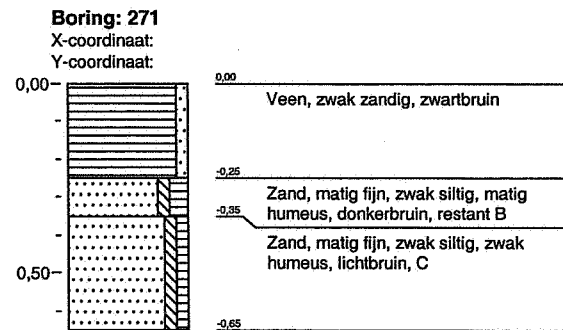 Boring: 271
X-coordinaat:
Y-coordinaat:
0,00
0,00
Veen, zwak zandig, zwartbruin
-0,25
Zand, matig fijn, zwak siltig, matig
humeus, donkerbruin, restant B
-0,35
Zand, matig fijn, zwak siltig, zwak
humeus, lichtbruin, C
0,50
-0,65